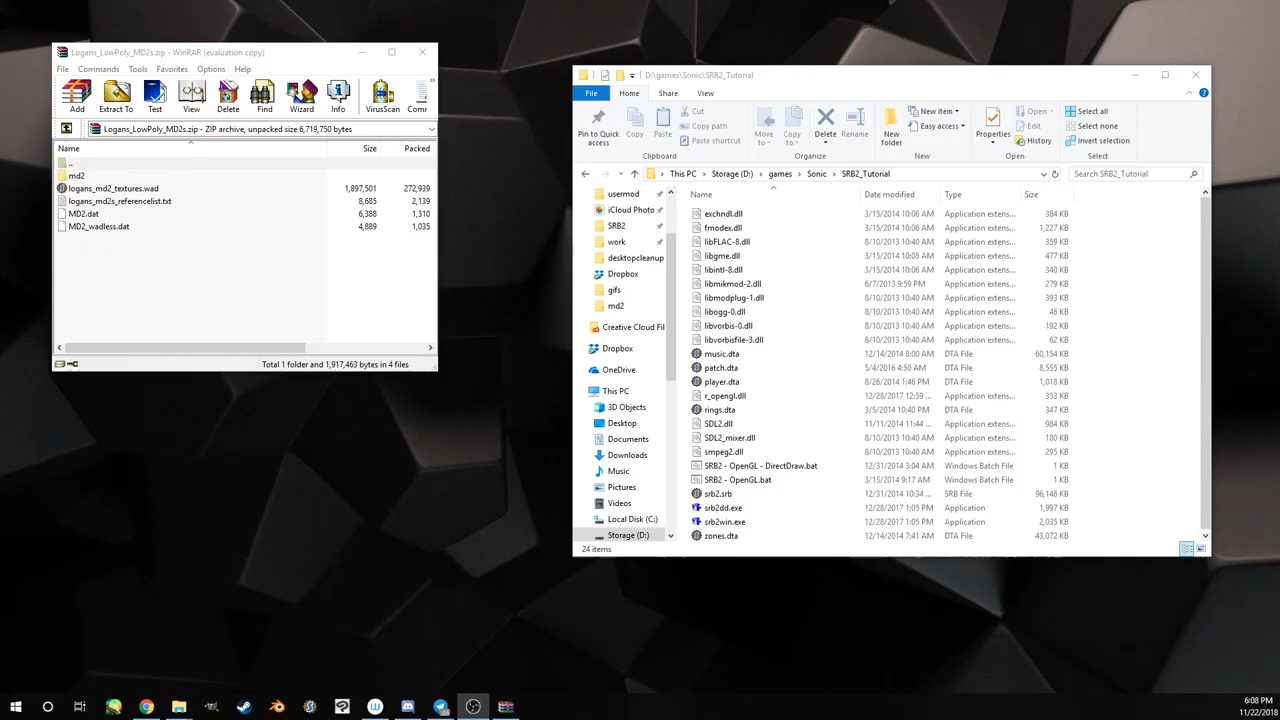 Logans_LowPoly_MD2s.zip - WinRAR (evaluation copy)
File Commands Tools Favorites Options Help
Add Extract To Test View Delete Find Wizard Info VirusScan Comm
Logans_LowPoly_MD2s.zip - ZIP archive, unpacked size 6,719,750 bytes
Name Size Packed
..
md2
logans_md2_textures.wad 1,897,501 272,939
logans_md2s_referencelist.txt 8,685 2,139
MD2.dat 6,388 1,310
MD2_wadless.dat 4,889 1,035
Total 1 folder and 1,917,463 bytes in 4 files
D:\games\Sonic\SRB2_Tutorial
File Home Share View
Pin to Quick access
Copy
Paste
Cut
Copy path
Paste shortcut
Clipboard
Move to
Copy to
Delete
Rename
Organize
New folder
New item
Easy access
New
Properties
Open
Edit
History
Open
Select all
Select none
Invert selection
Select
This PC Storage (D:) games Sonic SRB2_Tutorial
Search SRB2_Tutorial
usermod
iCloud Photo
SRB2
work
desktopcleanup
Dropbox
gifs
md2
Creative Cloud Fil
Dropbox
OneDrive
This PC
3D Objects
Desktop
Documents
Downloads
Music
Pictures
Videos
Local Disk (C:)
Storage (D:)
Name Date modified Type Size
exchndl.dll 3/15/2014 10:06 AM Application extens... 384 KB
fmodex.dll 3/15/2014 10:06 AM Application extens... 1,227 KB
libFLAC-8.dll 8/10/2013 10:40 AM Application extens... 359 KB
libgme.dll 3/15/2014 10:05 AM Application extens... 477 KB
libintl-8.dll 3/15/2014 10:06 AM Application extens... 340 KB
libmikmod-2.dll 6/7/2013 9:59 PM Application extens... 279 KB
libmodplug-1.dll 8/10/2013 10:40 AM Application extens... 393 KB
libogg-0.dll 8/10/2013 10:40 AM Application extens... 46 KB
libvorbis-0.dll 8/10/2013 10:40 AM Application extens... 192 KB
libvorbisfile-3.dll 8/10/2013 10:40 AM Application extens... 62 KB
music.dta 12/14/2014 8:00 AM DTA File 60,154 KB
patch.dta 5/4/2016 4:50 AM DTA File 8,555 KB
player.dta 8/26/2014 1:46 PM DTA File 1,018 KB
r_opengl.dll 12/28/2017 12:59 ... Application extens... 353 KB
rings.dta 3/5/2014 10:40 PM DTA File 347 KB
SDL2.dll 11/11/2014 11:44 ... Application extens... 984 KB
SDL2_mixer.dll 8/10/2013 10:40 AM Application extens... 180 KB
smpeg2.dll 8/10/2013 10:40 AM Application extens... 295 KB
SRB2 - OpenGL - DirectDraw.bat 12/31/2014 3:04 AM Windows Batch File 1 KB
SRB2 - OpenGL.bat 3/15/2014 9:17 AM Windows Batch File 1 KB
srb2.srb 12/31/2014 10:34 ... SRB File 96,146 KB
srb2dd.exe 12/28/2017 1:05 PM Application 1,997 KB
srb2win.exe 12/28/2017 1:05 PM Application 2,035 KB
zones.dta 12/14/2014 7:41 AM DTA File 43,072 KB
24 items
6:08 PM
11/22/2018